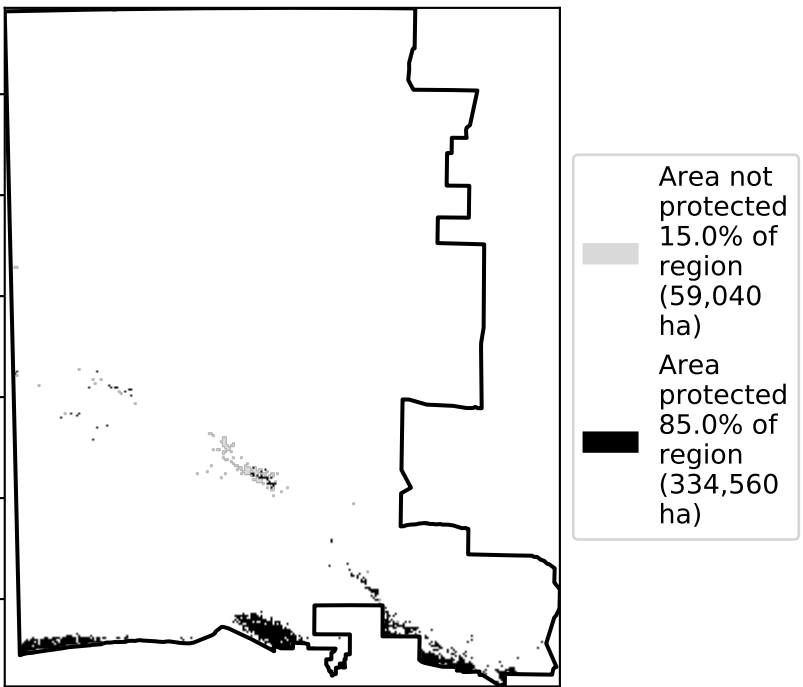 Area not
protected
15.0% of
region
(59,040
ha)
Area
protected
85.0% of
region
(334,560
ha)